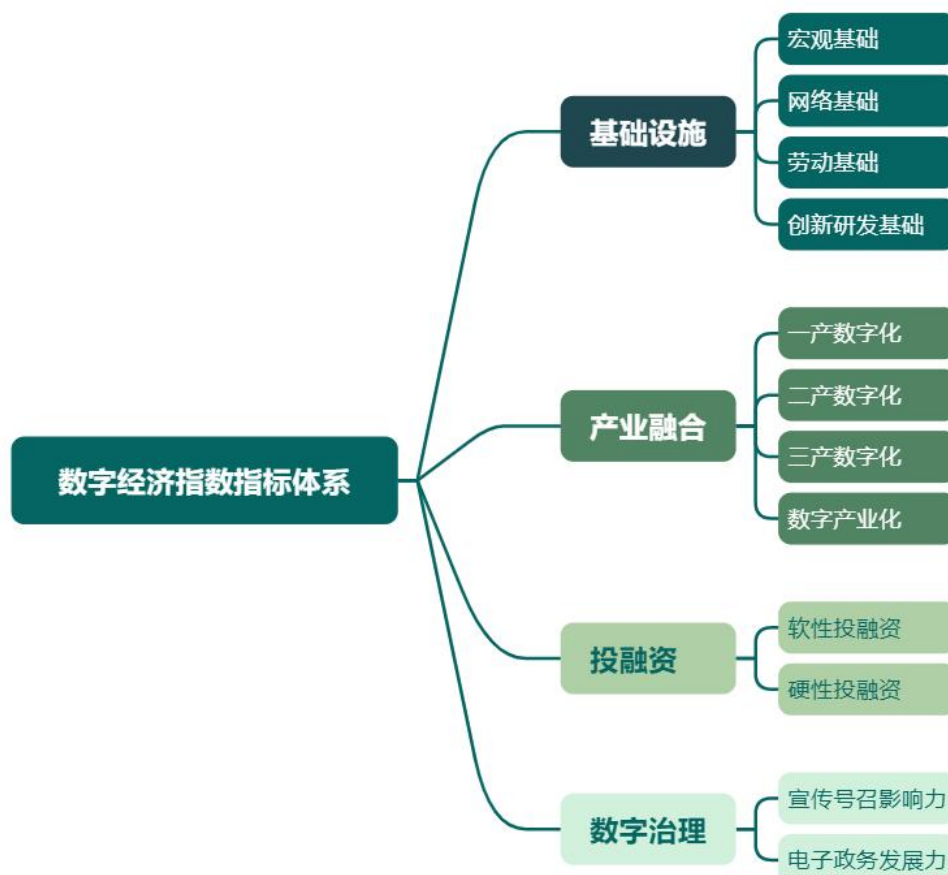 数字经济指数指标体系
基础设施
宏观基础
网络基础
劳动基础
创新研发基础
产业融合
一产数字化
二产数字化
三产数字化
数字产业化
投融资
软性投融资
硬性投融资
数字治理
宣传号召影响力
电子政务发展力